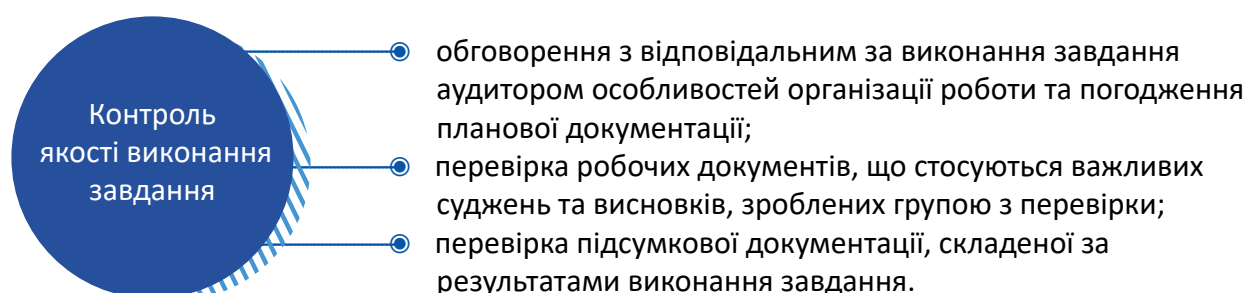 Контроль
якості виконання
завдання
обговорення з відповідальним за виконання завдання
аудитором особливостей організації роботи та погодження
планової документації;
перевірка робочих документів, що стосуються важливих
суджень та висновків, зроблених групою з перевірки;
перевірка підсумкової документації, складеної за
результатами виконання завдання.